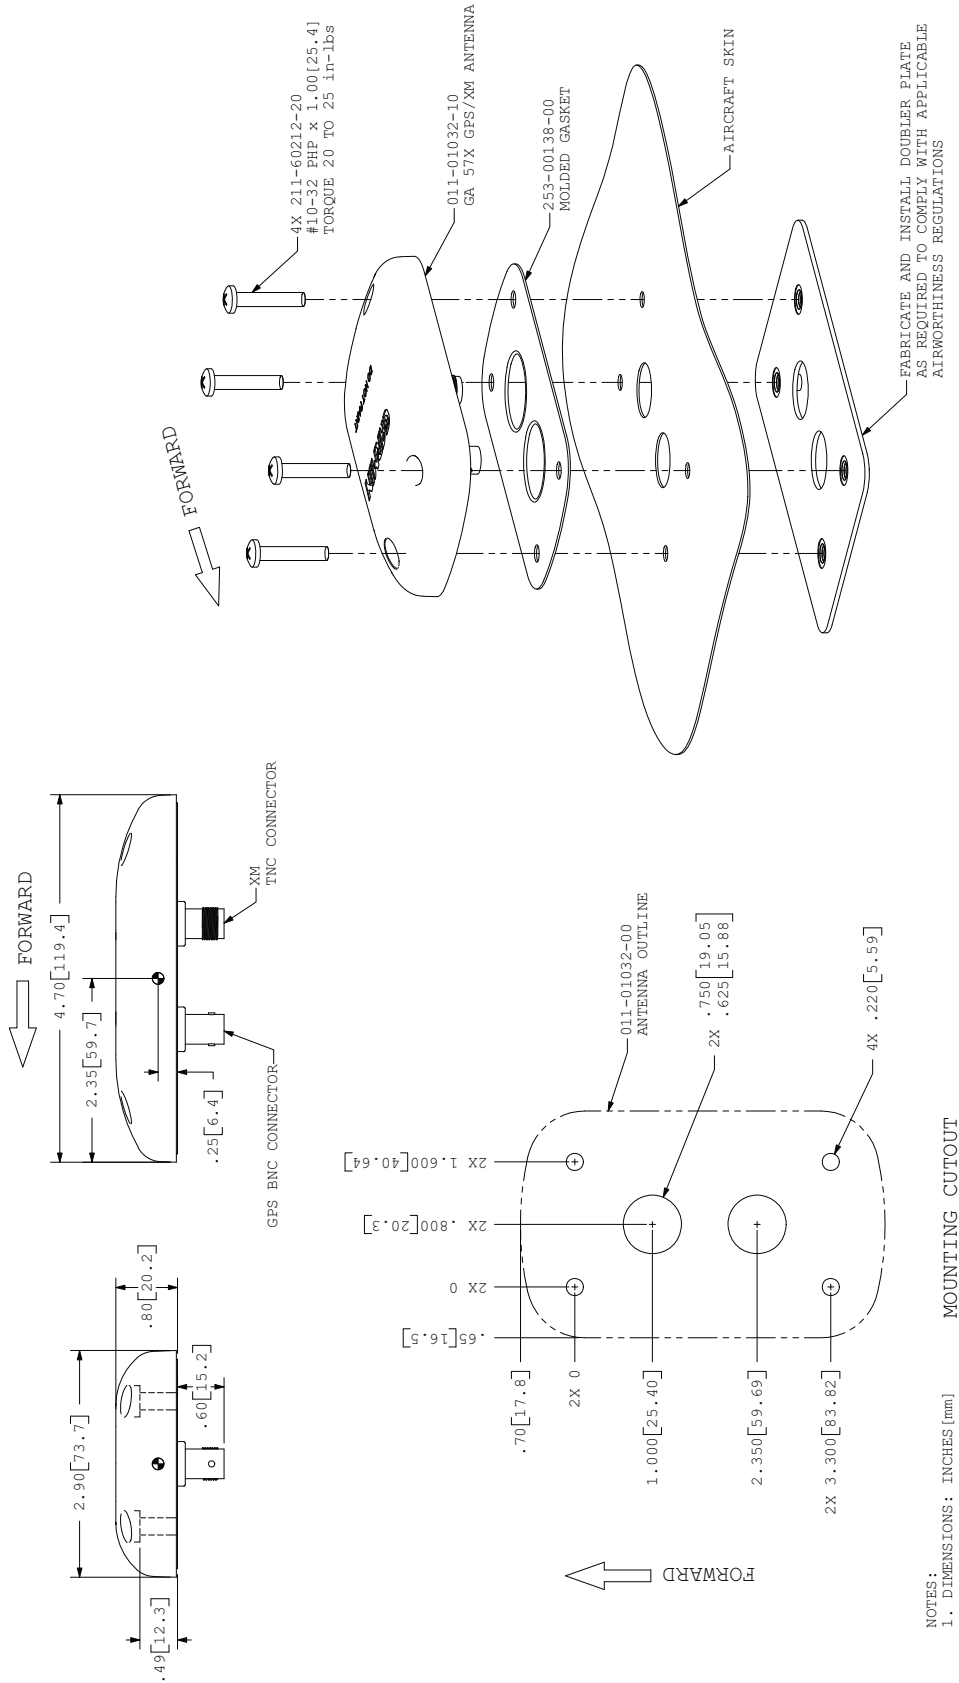 FORWARD
4.70[119.4]
2.35[59.7]
.25[6.4]
GPS BNC CONNECTOR
XM
TNC CONNECTOR
2.90[73.7]
.80[20.2]
.60[15.2]
.49[12.3]
FORWARD
4X 211-60212-20
#10-32 PHP x 1.00[25.4]
TORQUE 20 TO 25 in-lbs
011-01032-10
GA 57X GPS/XM ANTENNA
253-00138-00
MOLDED GASKET
AIRCRAFT SKIN
FABRICATE AND INSTALL DOUBLER PLATE
AS REQUIRED TO COMPLY WITH APPLICABLE
AIRWORTHINESS REGULATIONS
FORWARD
.65[16.5]
2X 0
2X .800[20.3]
2X 1.600[40.64]
.70[17.8]
2X 0
1.000[25.40]
2.350[59.69]
2X 3.300[83.82]
011-01032-00
ANTENNA OUTLINE
2X .750[19.05]
.625[15.88]
4X .220[5.59]
MOUNTING CUTOUT
NOTES:
1. DIMENSIONS: INCHES[mm]